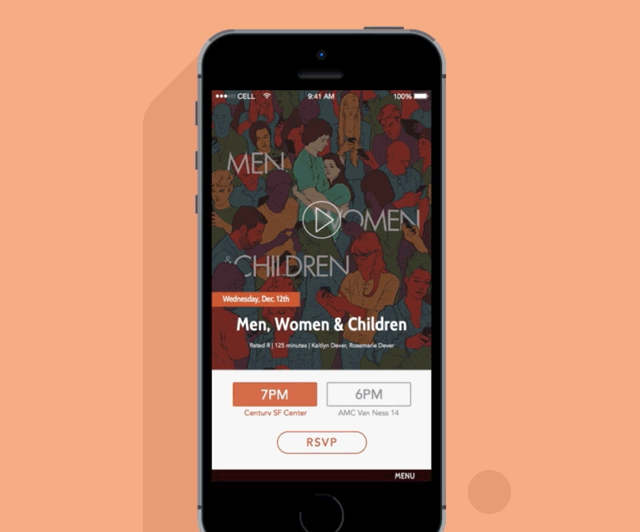 CELL
9:41 AM
100%
MEN,
WOMEN
& CHILDREN
Wednesday, Dec. 12th
Men, Women & Children
Rated R | 125 minutes | Kaitlyn Dever, Rosemarie Dever
7PM
6PM
Century SF Center
AMC Van Ness 14
RSVP
MENU